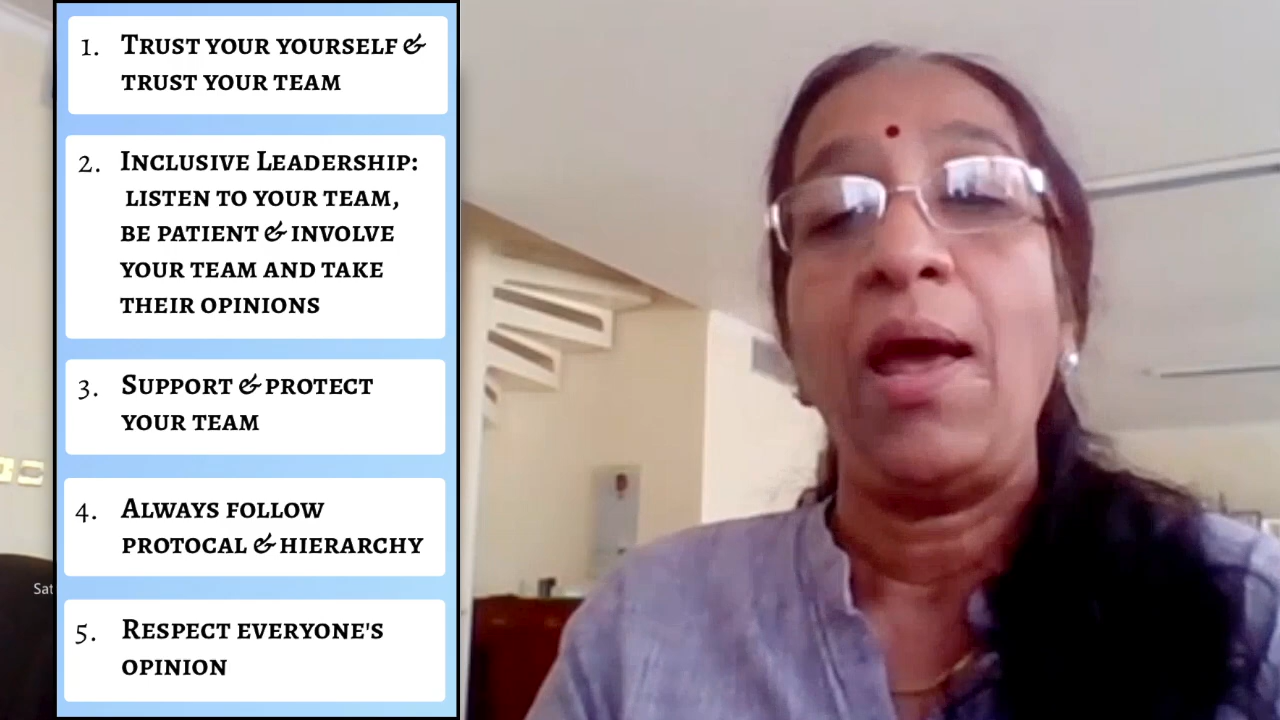 1. Trust your yourself &
trust your team
2. Inclusive Leadership:
listen to your team,
be patient & involve
your team and take
their opinions
3. Support & protect
your team
4. Always follow
protocal & hierarchy
5. Respect everyone's
opinion
Sat